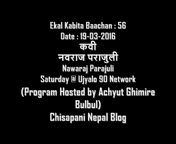 Ekal Kabita Baachan : 56
Date : 19-03-2016
कवी
नवराज पराजुली
Nawaraj Parajuli
Saturday @ Ujyalo 90 Network
(Program Hosted by Achyut Ghimire
Bulbul)
Chisapani Nepal Blog